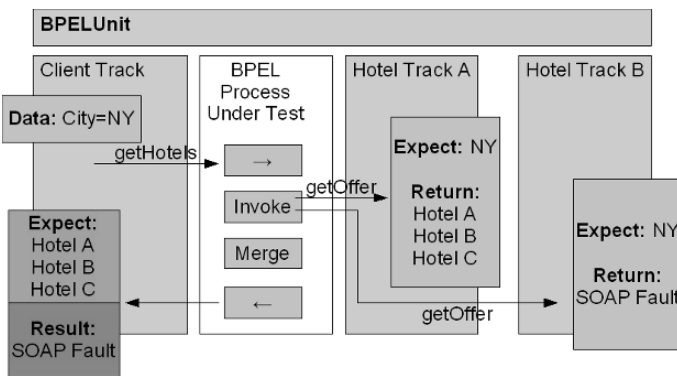 BPELUnit
Client Track
BPEL
Process
Under Test
Hotel Track A
Hotel Track B
Data: City=NY
getHotels
→
Invoke
Merge
←
getOffer
Expect: NY
Return:
Hotel A
Hotel B
Hotel C
getOffer
Expect: NY
Return:
SOAP Fault
Expect:
Hotel A
Hotel B
Hotel C
Result:
SOAP Fault